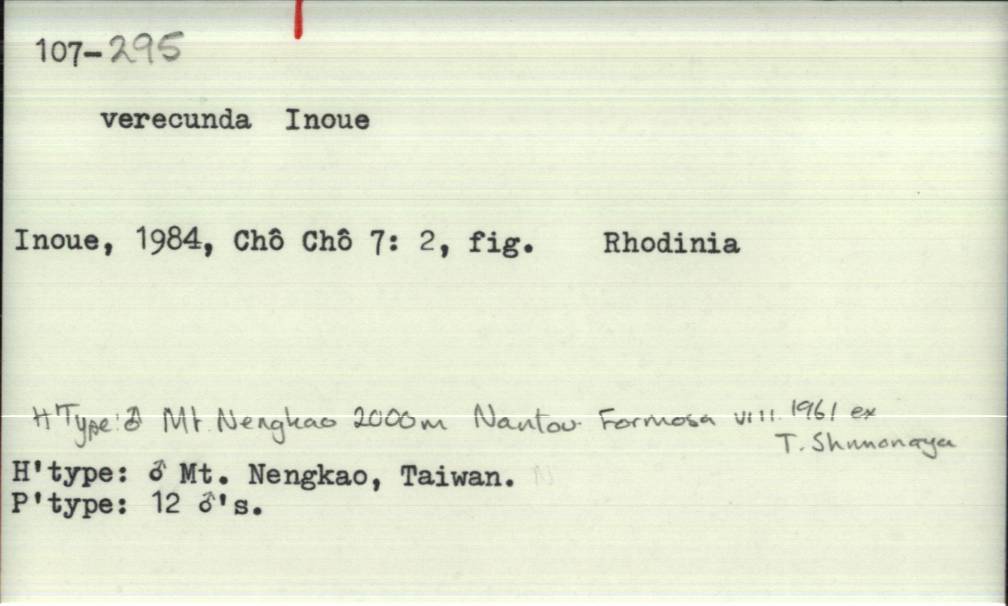 107-295
verecunda Inoue
Inoue, 1984, Chô Chô 7: 2, fig. Rhodinia
H'Type: ♂ Mt Nengkao 2000m Nantou Formosa viii 1961 ex
T.
H'type: ♂ Mt. Nengkao, Taiwan.
P'type: 12 ♂'s.